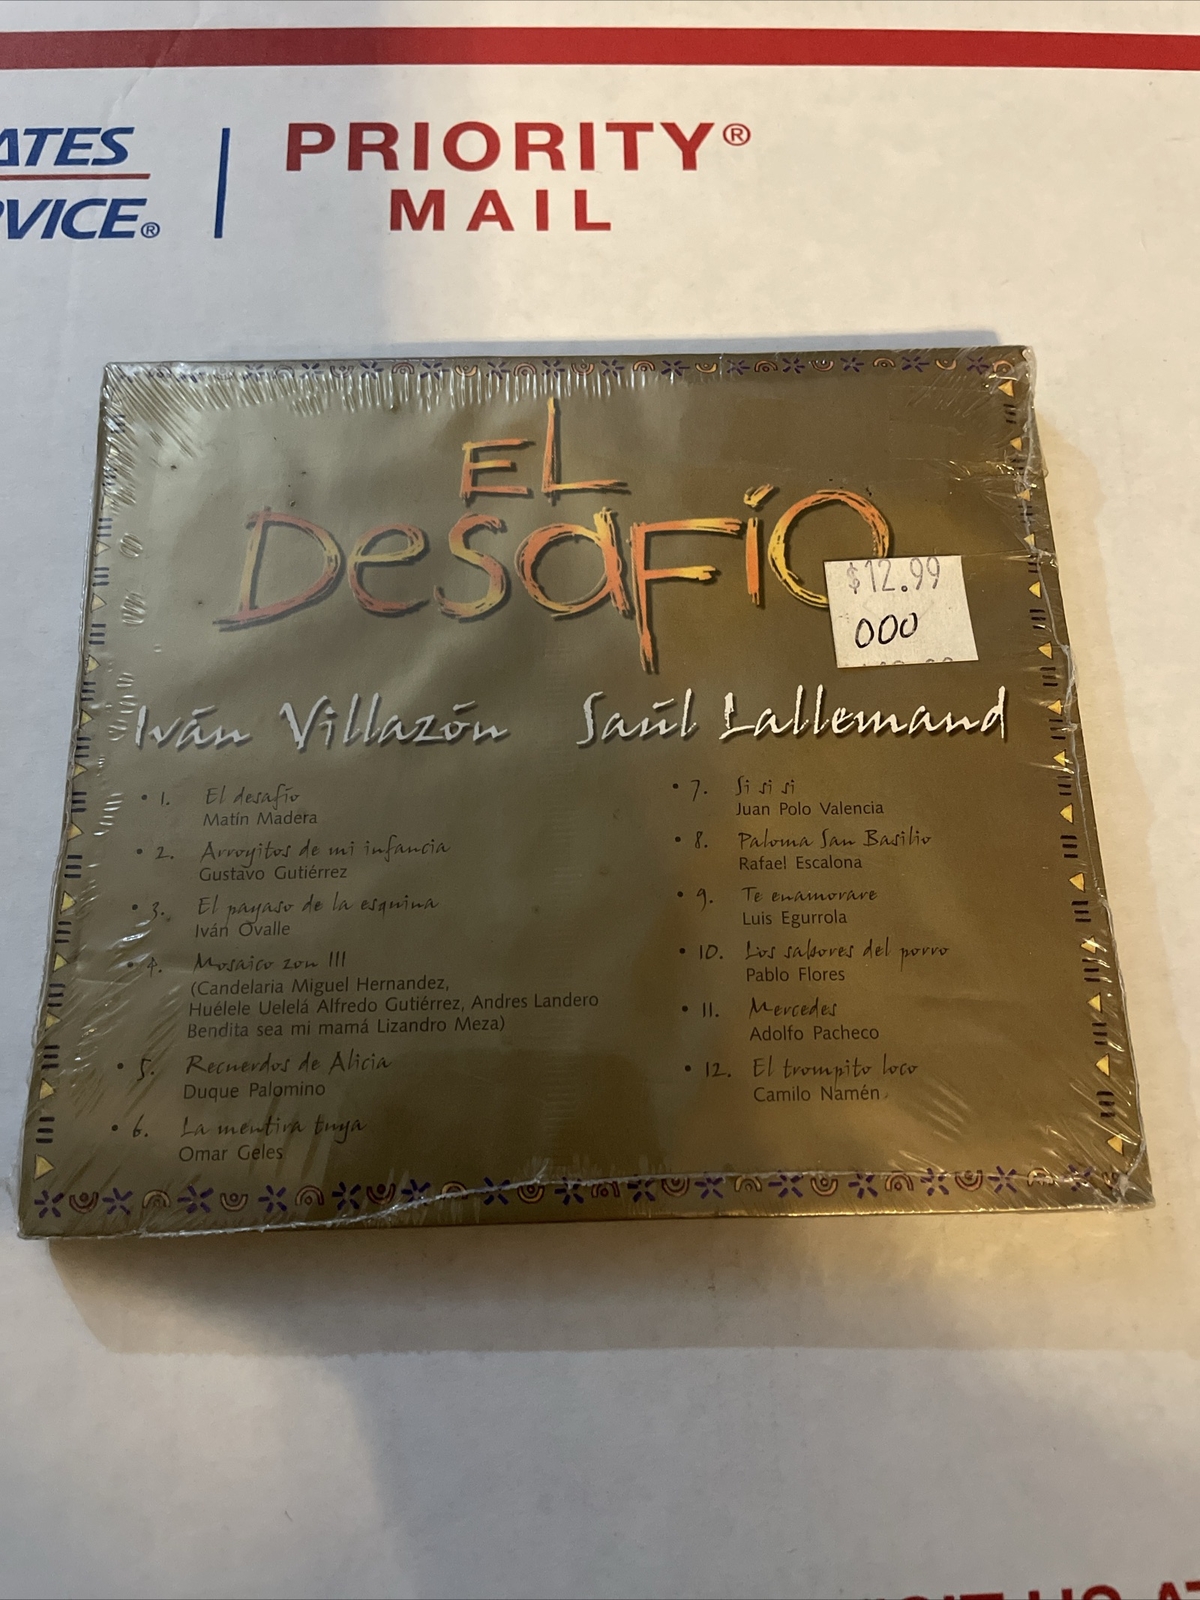 ATES
RVICE®
PRIORITY®
MAIL
EL
DesaFío
$12.99
000
Iván Villazón Saúl Lallemand
• 1. El desafío
Matín Madera
• 2. Arroyitos de mi infancia
Gustavo Gutiérrez
• 3. El payaso de la esquina
Iván Ovalle
• 4. Mosaico zon III
(Candelaria Miguel Hernandez,
Huélele Uelelá Alfredo Gutiérrez, Andres Landero
Bendita sea mi mamá Lizandro Meza)
• 5. Recuerdos de Alicia
Duque Palomino
• 6. La mentira tuya
Omar Geles
• 7. Si si si
Juan Polo Valencia
• 8. Paloma San Basilio
Rafael Escalona
• 9. Te enamorare
Luis Egurrola
• 10. Los sabores del porro
Pablo Flores
• 11. Mercedes
Adolfo Pacheco
• 12. El trompito loco
Camilo Namén